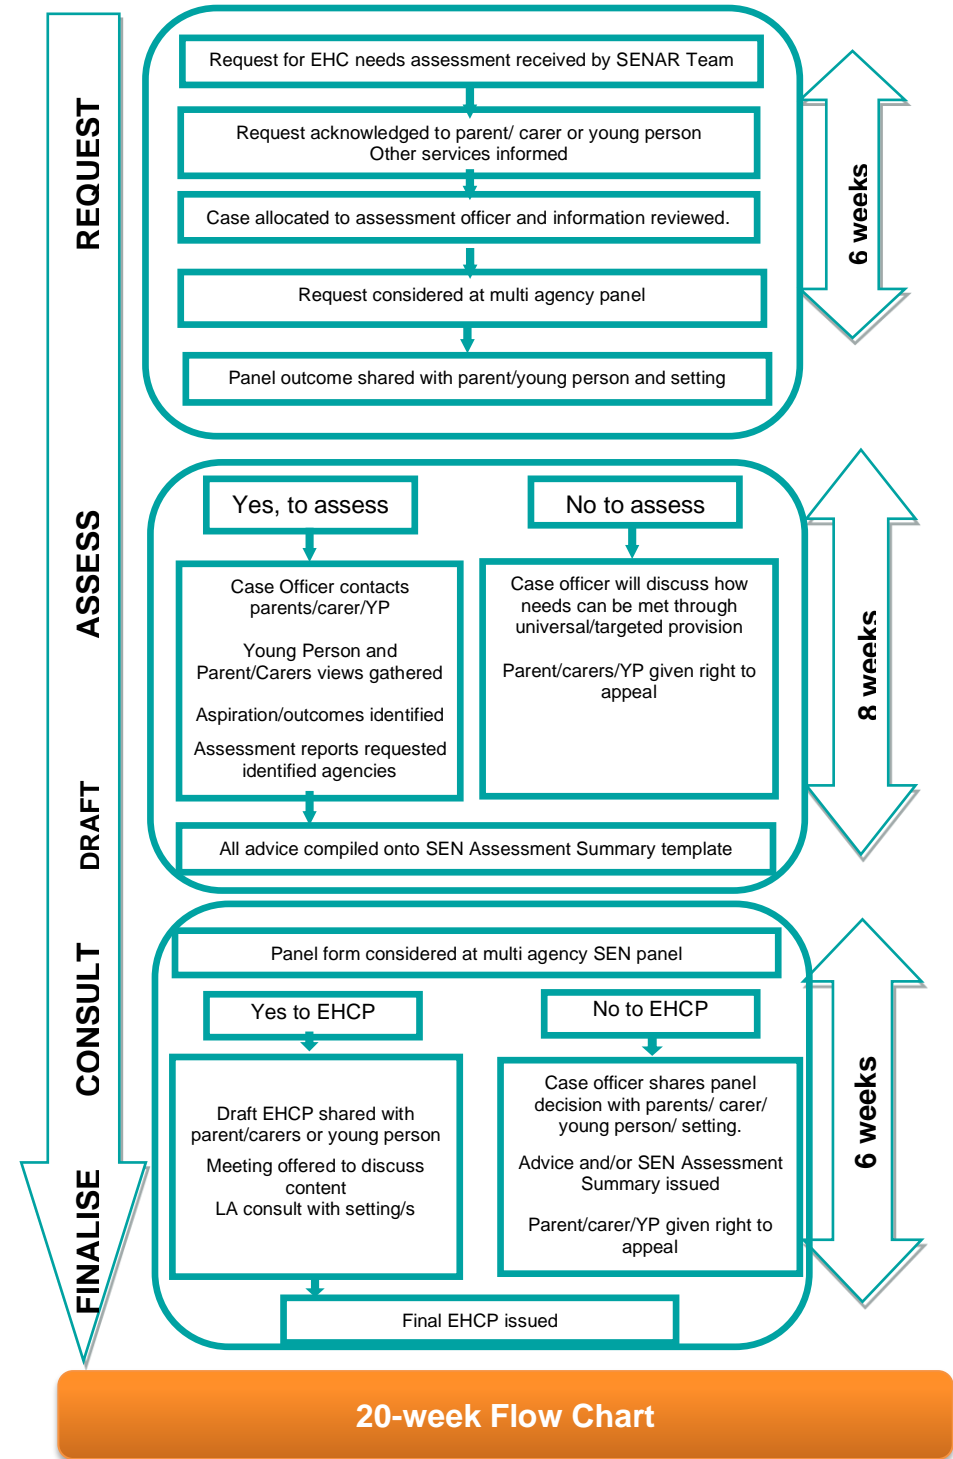 REQUEST
Request for EHC needs assessment received by SENAR Team
Request acknowledged to parent/ carer or young person
Other services informed
Case allocated to assessment officer and information reviewed.
Request considered at multi agency panel
Panel outcome shared with parent/young person and setting
6 weeks
ASSESS
Yes, to assess
Case Officer contacts
parents/carer/YP
Young Person and
Parent/Carers views gathered
Aspiration/outcomes identified
Assessment reports requested
identified agencies
No to assess
Case officer will discuss how
needs can be met through
universal/targeted provision
Parent/carers/YP given right to
appeal
8 weeks
DRAFT
All advice compiled onto SEN Assessment Summary template
CONSULT
Panel form considered at multi agency SEN panel
Yes to EHCP
Draft EHCP shared with
parent/carers or young person
Meeting offered to discuss
content
LA consult with setting/s
No to EHCP
Case officer shares panel
decision with parents/ carer/
young person/ setting.
Advice and/or SEN Assessment
Summary issued
Parent/carer/YP given right to
appeal
6 weeks
FINALISE
Final EHCP issued
20-week Flow Chart